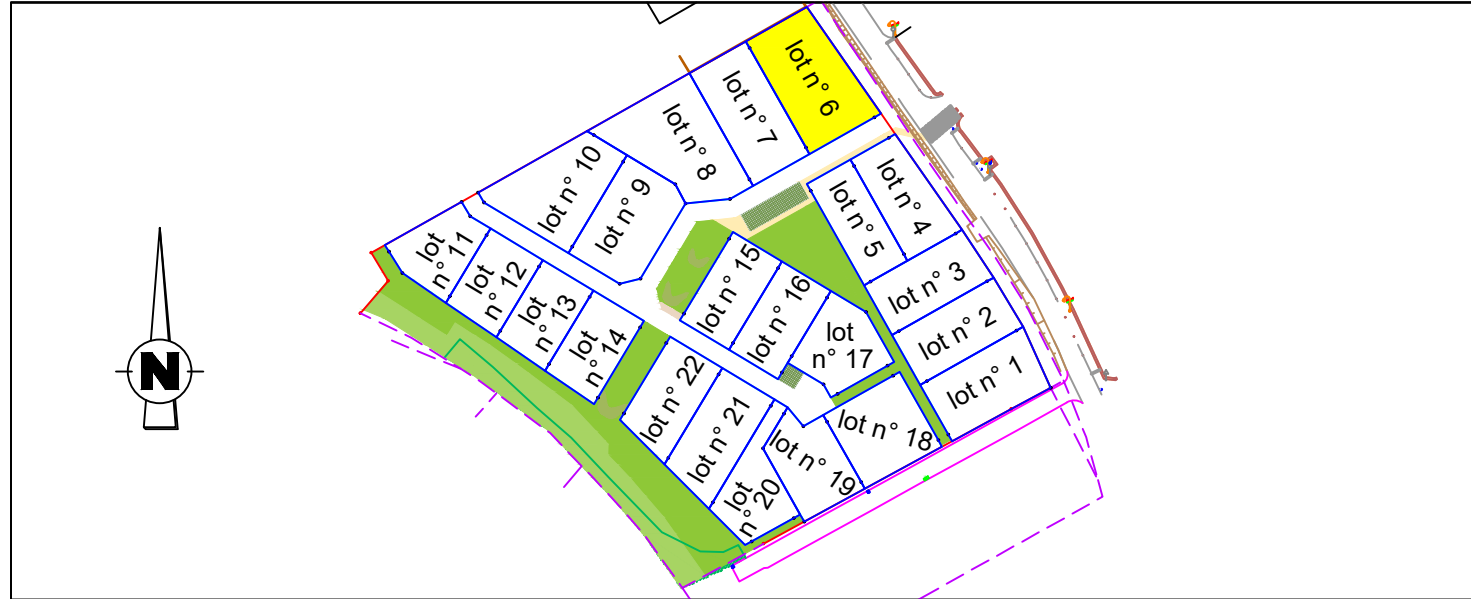 lot n° 6
lot n° 7
lot n° 8
lot n° 10
lot n° 9
lot n° 4
lot n° 5
lot
n° 11
lot
n° 12
lot
n° 13
lot
n° 14
lot n° 15
lot n° 16
lot
n° 17
lot n° 3
lot n° 2
lot n° 1
lot n° 22
lot n° 21
lot
n° 20
lot n° 19
lot n° 18
N